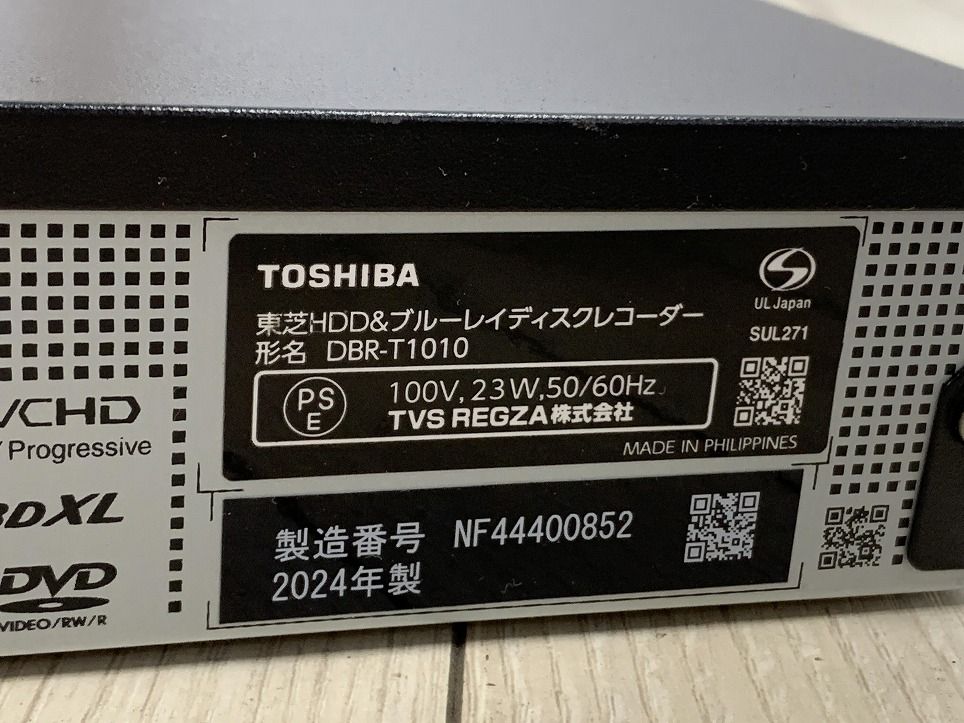 TOSHIBA
東芝HDD&ブルーレイディスクレコーダー
形名 DBR-T1010
PS
E
100V, 23W, 50/60Hz
TVS REGZA株式会社
MADE IN PHILIPPINES
UL Japan
SUL271
製造番号 NF44400852
2024年製
VCHD
Progressive
BDXL
DVD
VIDEO/RW/R